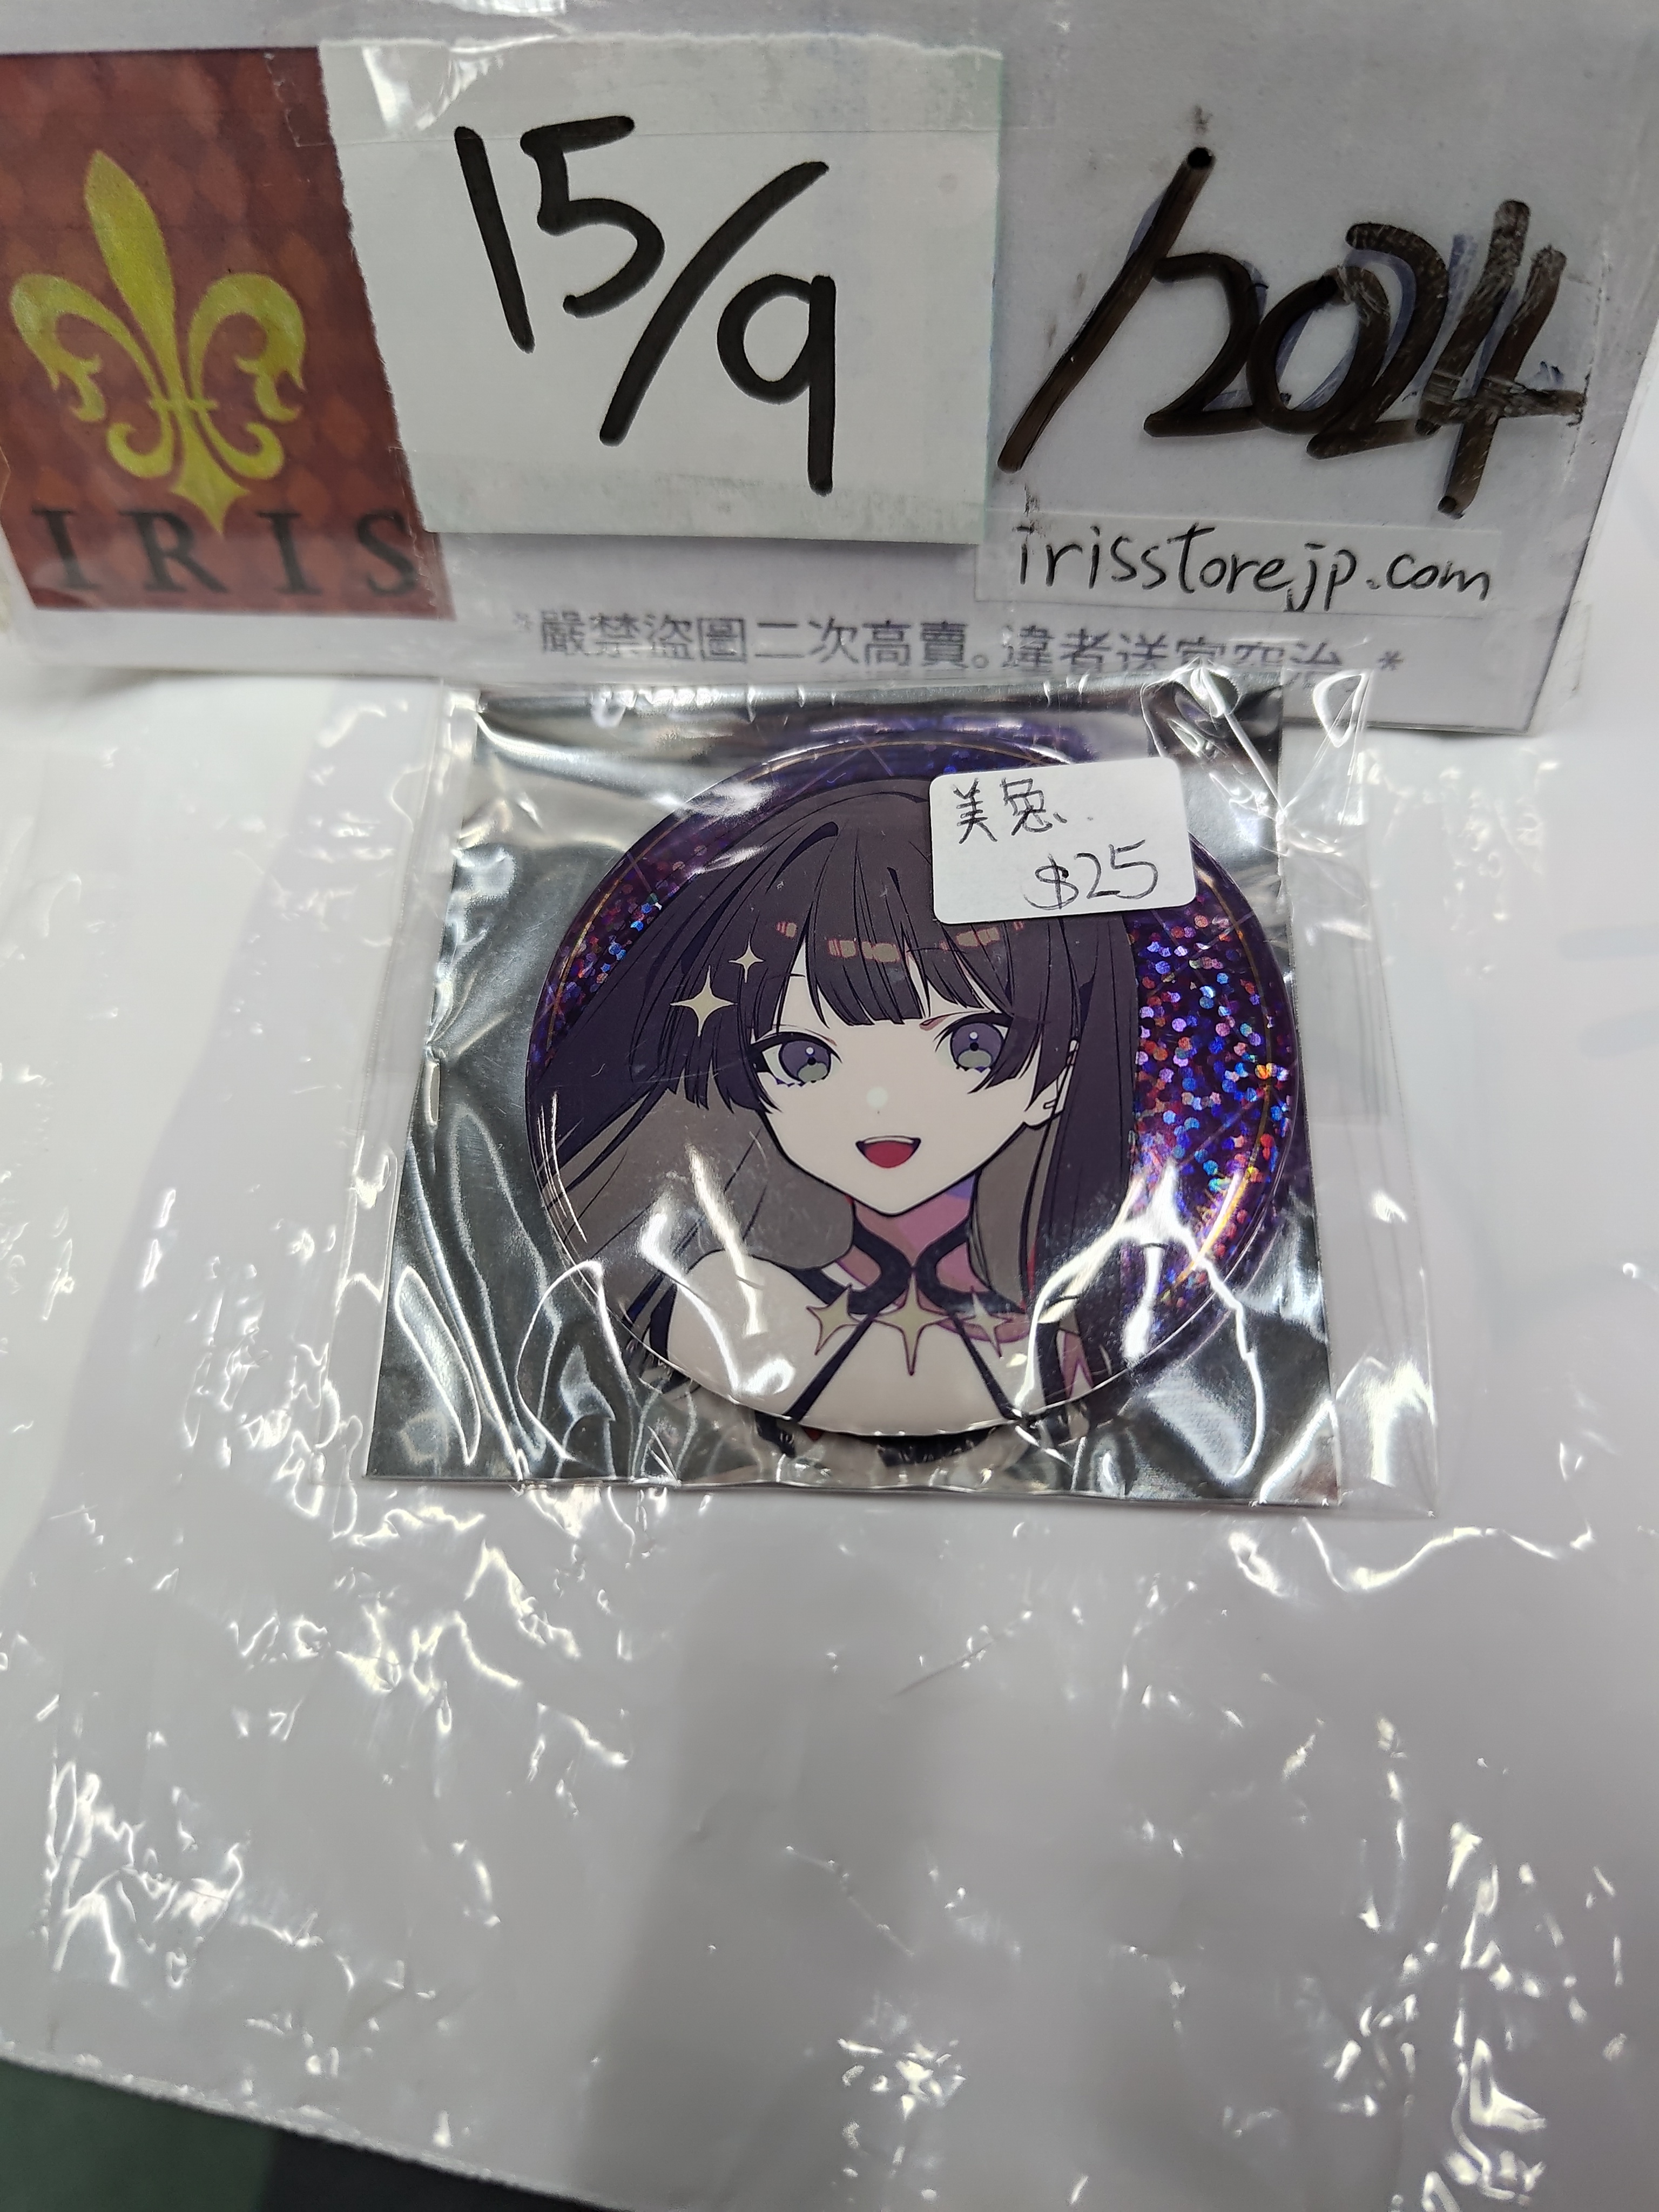 IRIS
15/9
/2024
irisstorejp.com
*嚴禁盜圖二次高賣。違者送官究治。*
美兔
$25